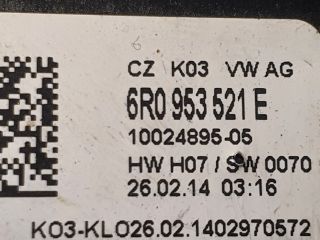 CZ K03 VW AG
6R0 953 521 E
10024895-05
HW H07 / SW 0070
26.02.14 03:16
KO3-KLO26.02.1402970572